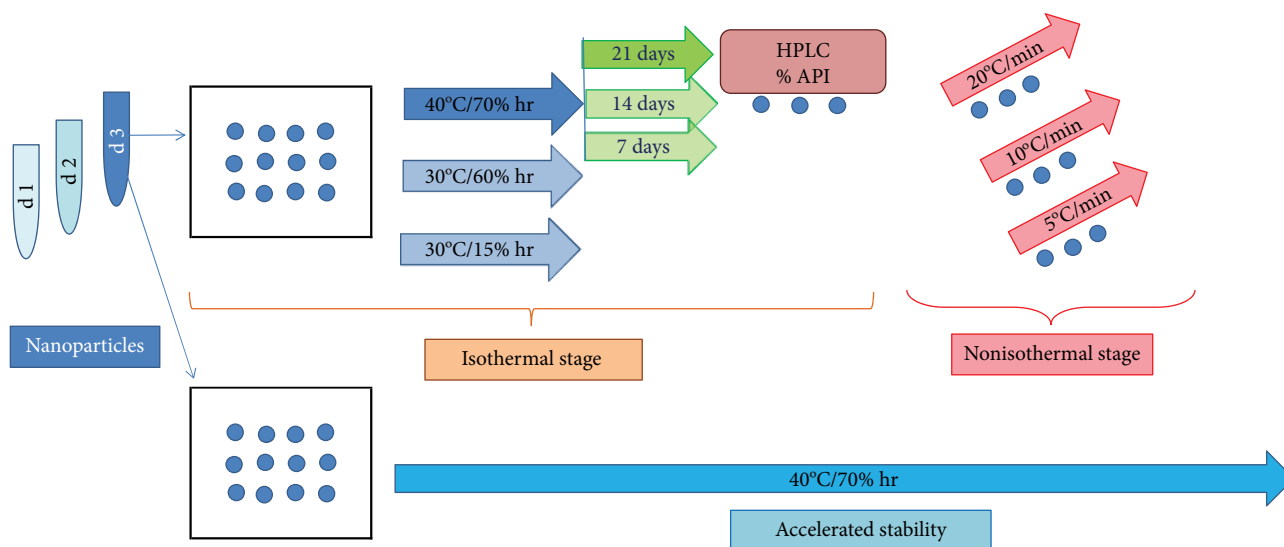 d 1
d 2
d 3
Nanoparticles
40°C/70% hr
30°C/60% hr
30°C/15% hr
21 days
14 days
7 days
HPLC
% API
20°C/min
10°C/min
5°C/min
Isothermal stage
Nonisothermal stage
40°C/70% hr
Accelerated stability